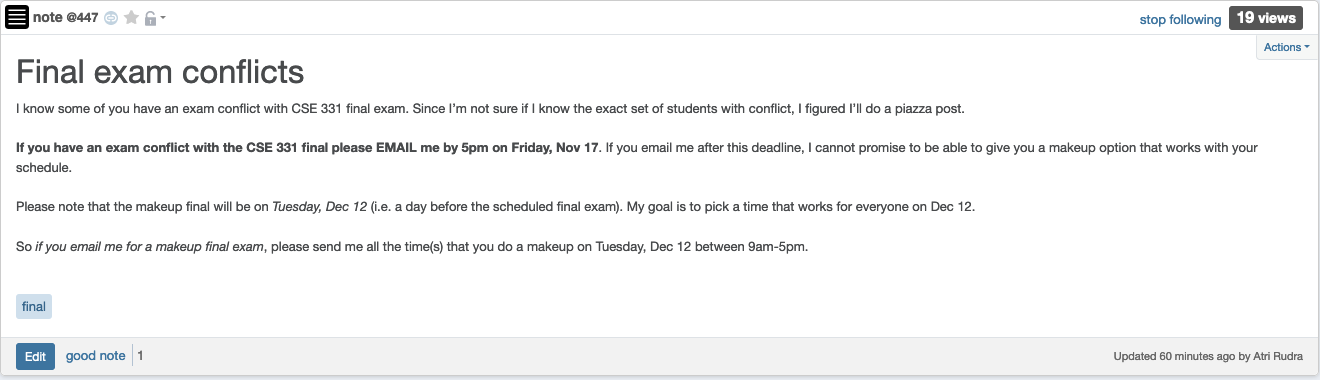 note @447
stop following 19 views
Actions
Final exam conflicts
I know some of you have an exam conflict with CSE 331 final exam. Since I'm not sure if I know the exact set of students with conflict, I figured I'll do a piazza post.
If you have an exam conflict with the CSE 331 final please EMAIL me by 5pm on Friday, Nov 17. If you email me after this deadline, I cannot promise to be able to give you a makeup option that works with your
schedule.
Please note that the makeup final will be on Tuesday, Dec 12 (i.e. a day before the scheduled final exam). My goal is to pick a time that works for everyone on Dec 12.
So if you email me for a makeup final exam, please send me all the time(s) that you do a makeup on Tuesday, Dec 12 between 9am-5pm.
final
Edit good note 1
Updated 60 minutes ago by Atri Rudra